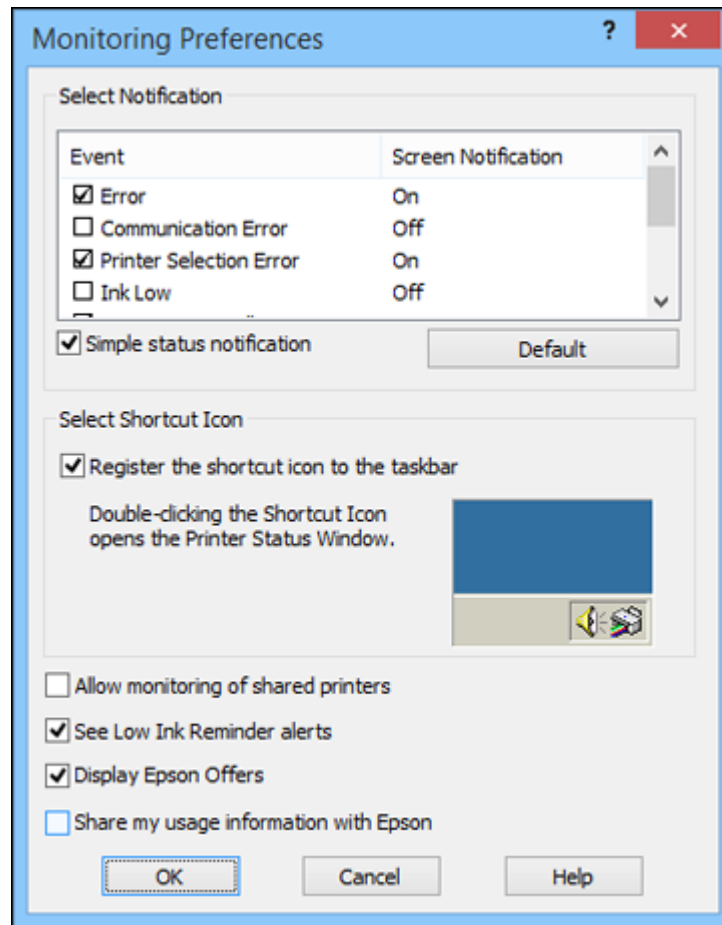 Monitoring Preferences ?
Select Notification
Event Screen Notification
Error On
Communication Error Off
Printer Selection Error On
Ink Low Off
Simple status notification Default
Select Shortcut Icon
Register the shortcut icon to the taskbar
Double-clicking the Shortcut Icon
opens the Printer Status Window.
Allow monitoring of shared printers
See Low Ink Reminder alerts
Display Epson Offers
Share my usage information with Epson
OK Cancel Help